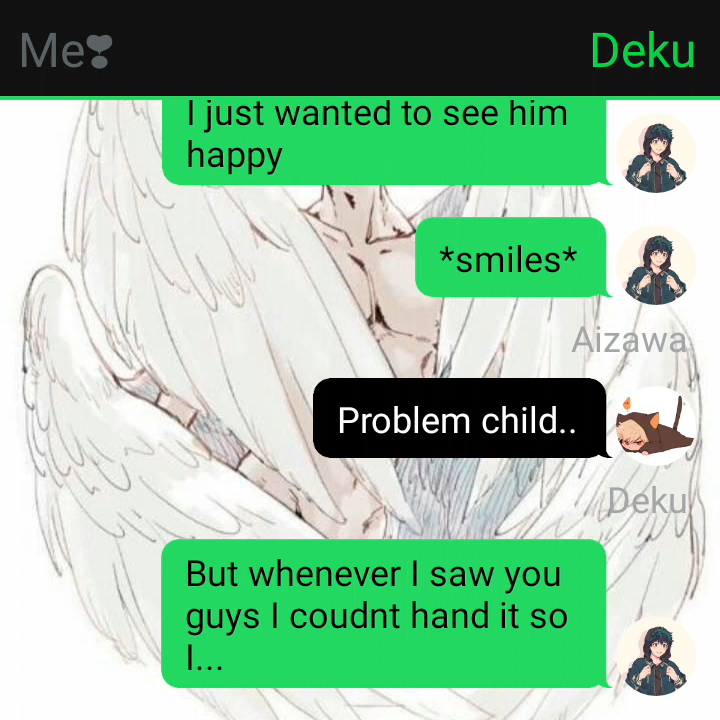 Me❣
Deku
I just wanted to see him
happy
*smiles*
Aizawa
Problem child..
Deku
But whenever I saw you
guys I coudnt hand it so
I...